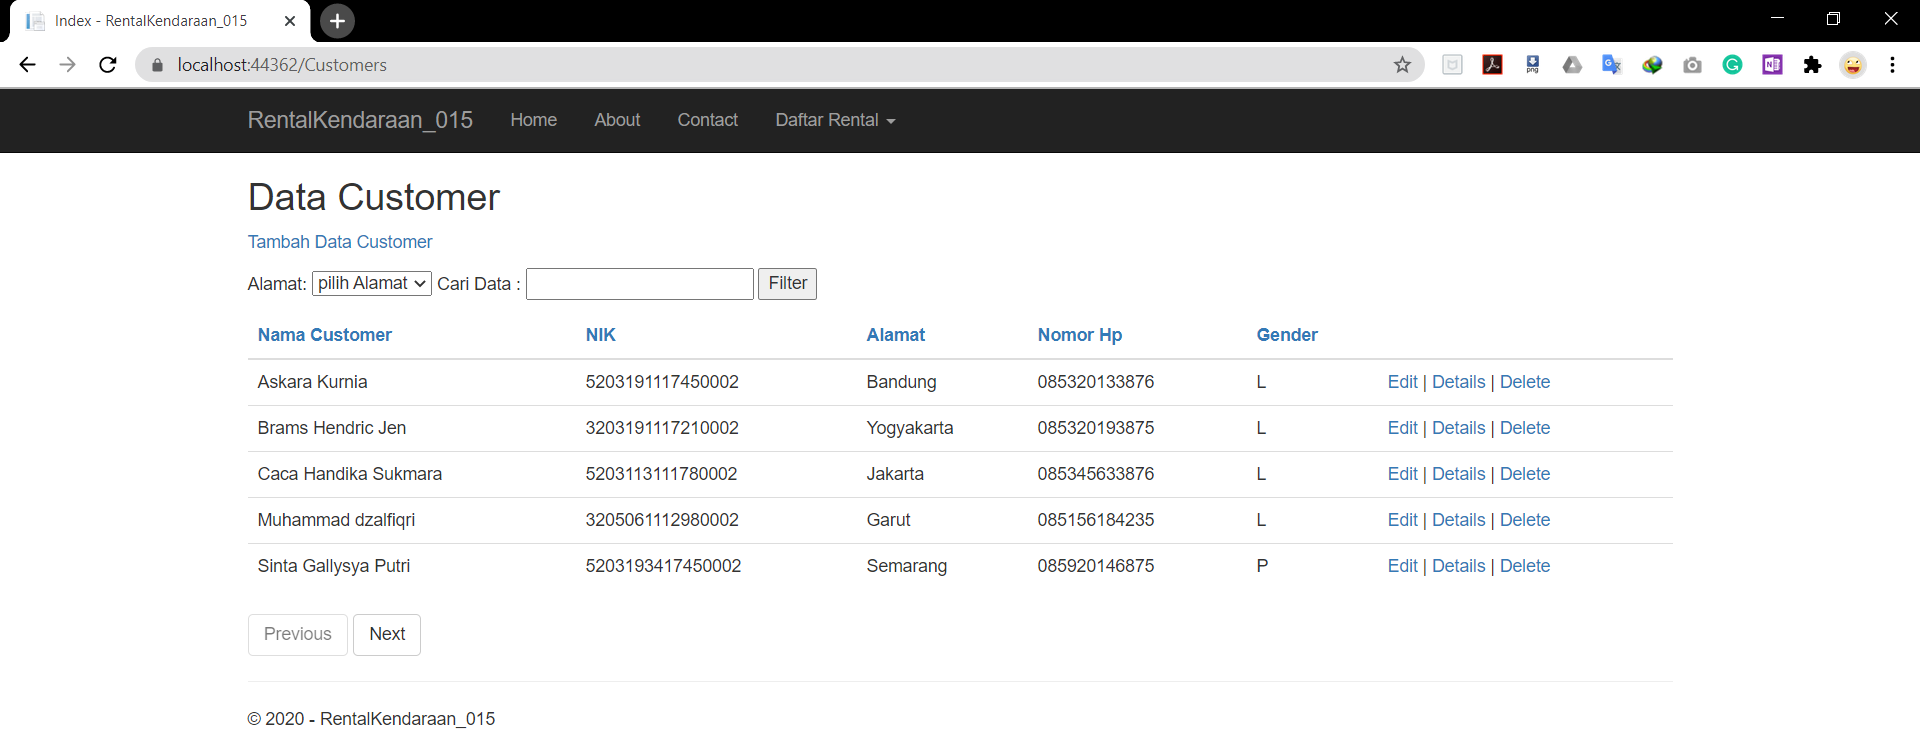 Index - RentalKendaraan_015
localhost:44362/Customers
RentalKendaraan_015 Home About Contact Daftar Rental
Data Customer
Tambah Data Customer
Alamat: pilih Alamat Cari Data : Filter
Nama Customer NIK Alamat Nomor Hp Gender
Askara Kurnia 5203191117450002 Bandung 085320133876 L Edit | Details | Delete
Brams Hendric Jen 3203191117210002 Yogyakarta 085320193875 L Edit | Details | Delete
Caca Handika Sukmara 5203113111780002 Jakarta 085345633876 L Edit | Details | Delete
Muhammad dzalfiqri 3205061112980002 Garut 085156184235 L Edit | Details | Delete
Sinta Gallysya Putri 5203193417450002 Semarang 085920146875 P Edit | Details | Delete
Previous Next
© 2020 - RentalKendaraan_015